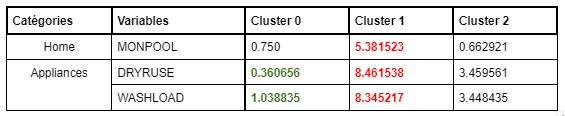 Catégories Variables Cluster 0 Cluster 1 Cluster 2
Home MONPOOL 0.750 5.381523 0.662921
Appliances DRYRUSE 0.360656 8.461538 3.459561
WASHLOAD 1.038835 8.345217 3.448435